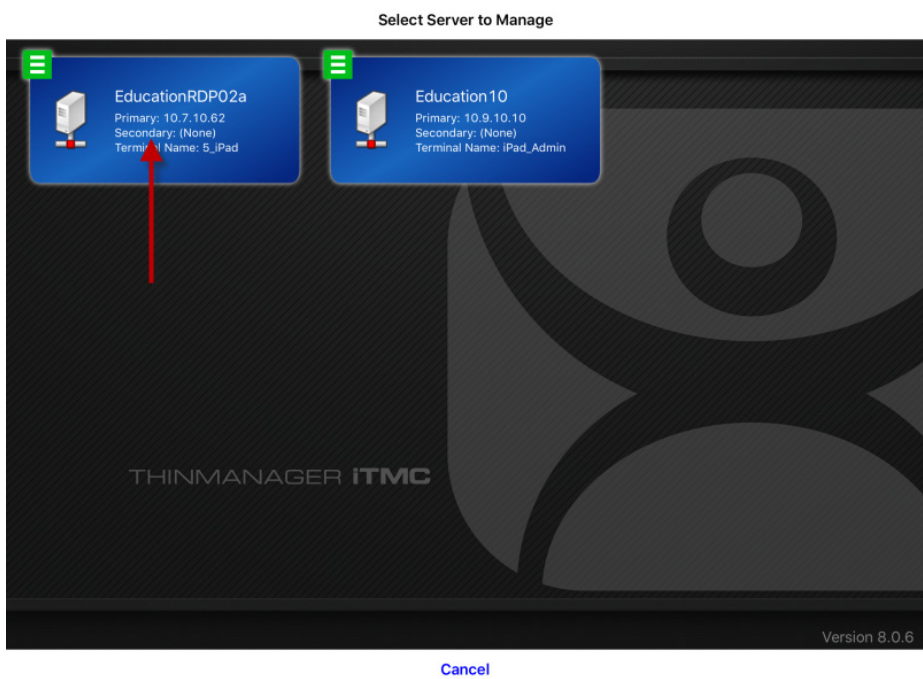 Select Server to Manage
EducationRDP02a
Primary: 10.7.10.62
Secondary: (None)
Terminal Name: 5_iPad
Education10
Primary: 10.9.10.10
Secondary: (None)
Terminal Name: iPad_Admin
THINMANAGER iTMC
Version 8.0.6
Cancel